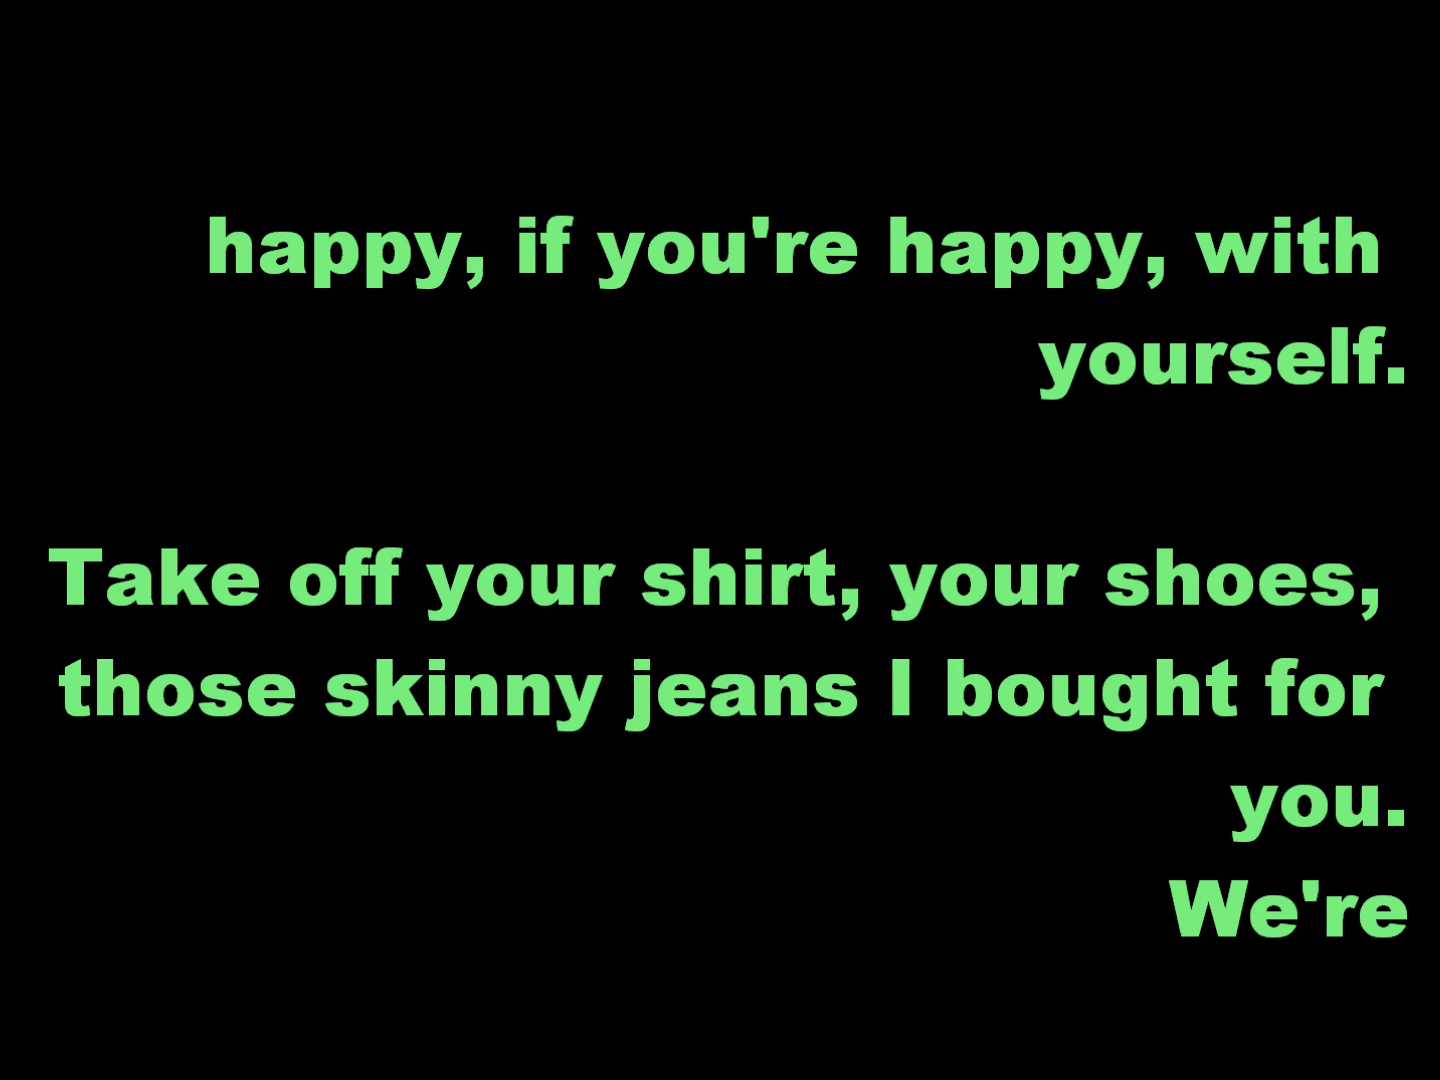 happy, if you're happy, with
yourself.
Take off your shirt, your shoes,
those skinny jeans I bought for
you.
We're